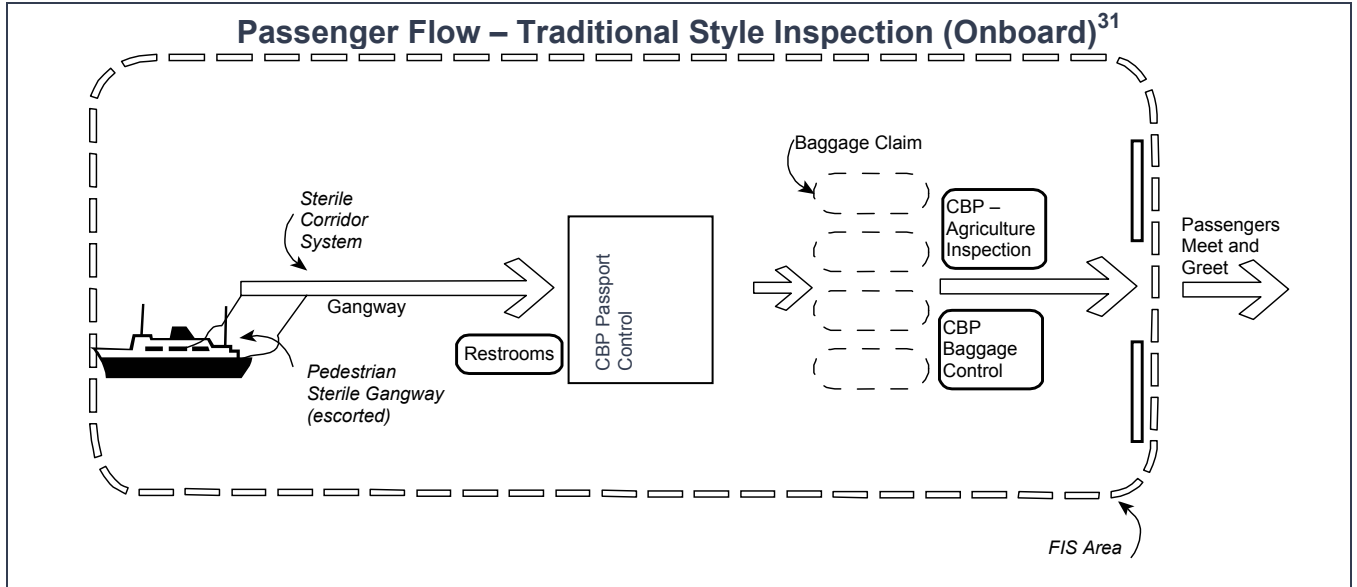 Passenger Flow – Traditional Style Inspection (Onboard)31
Baggage Claim
Sterile
Corridor
System
CBP –
Agriculture
Inspection
Passengers
Meet and
Greet
Gangway
CBP Passport
Control
Restrooms
CBP
Baggage
Control
Pedestrian
Sterile Gangway
(escorted)
FIS Area